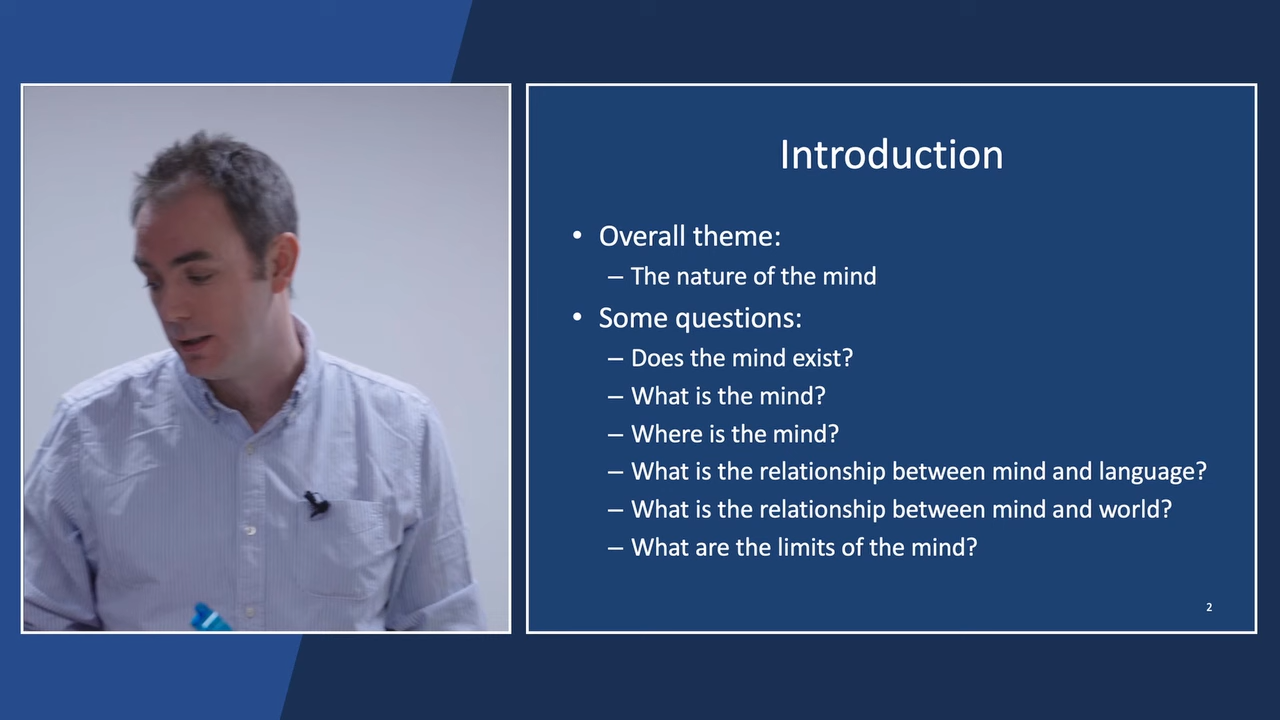 Introduction
• Overall theme:
– The nature of the mind
• Some questions:
– Does the mind exist?
– What is the mind?
– Where is the mind?
– What is the relationship between mind and language?
– What is the relationship between mind and world?
– What are the limits of the mind?
2